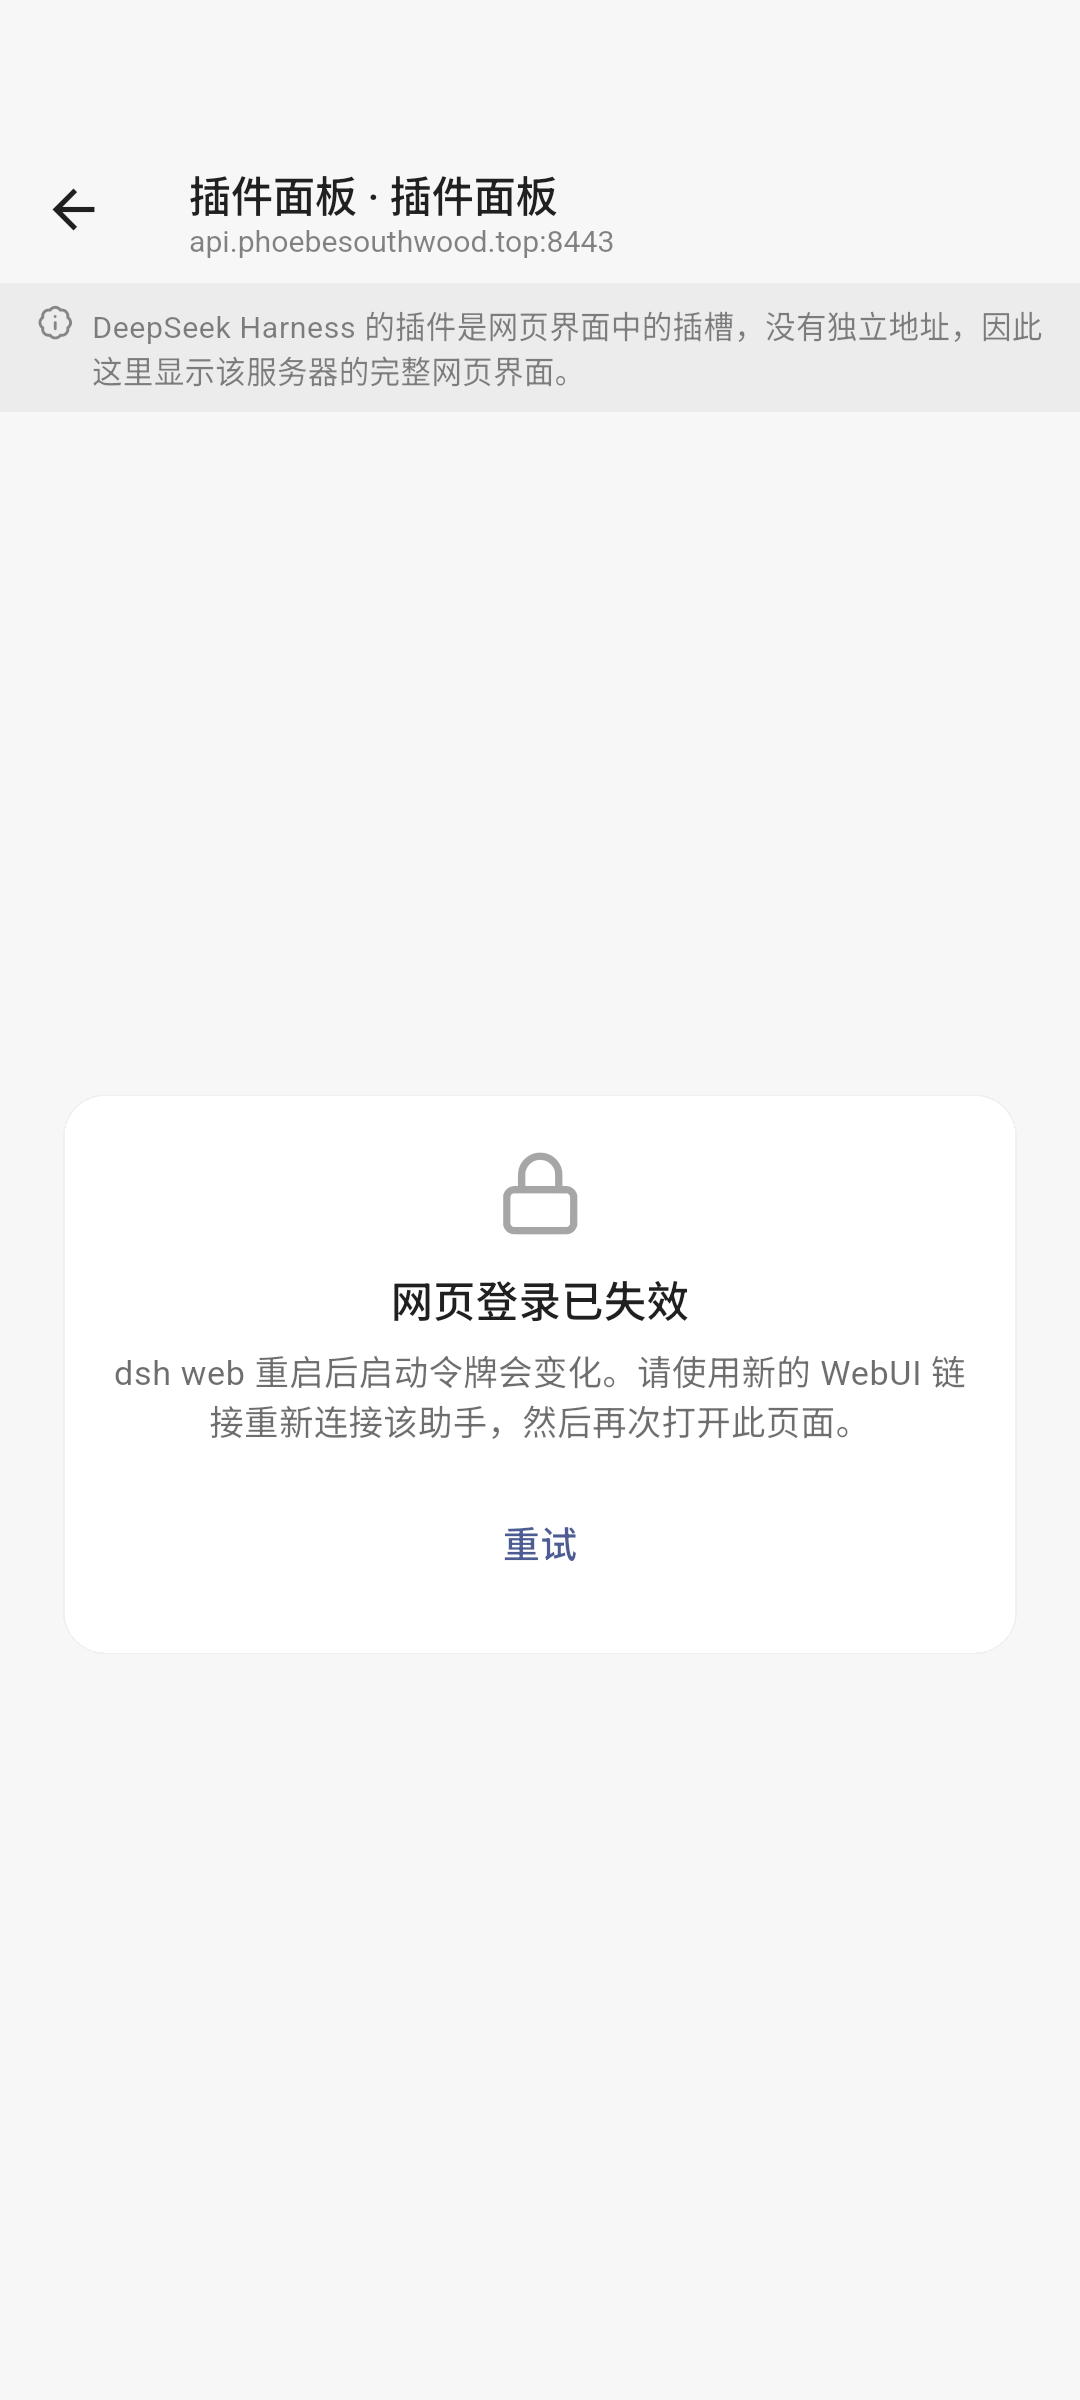 插件面板 · 插件面板
api.phoebesouthwood.top:8443
DeepSeek Harness 的插件是网页界面中的插槽，没有独立地址，因此
这里显示该服务器的完整网页界面。
网页登录已失效
dsh web 重启后启动令牌会变化。请使用新的 WebUI 链
接重新连接该助手，然后再次打开此页面。
重试